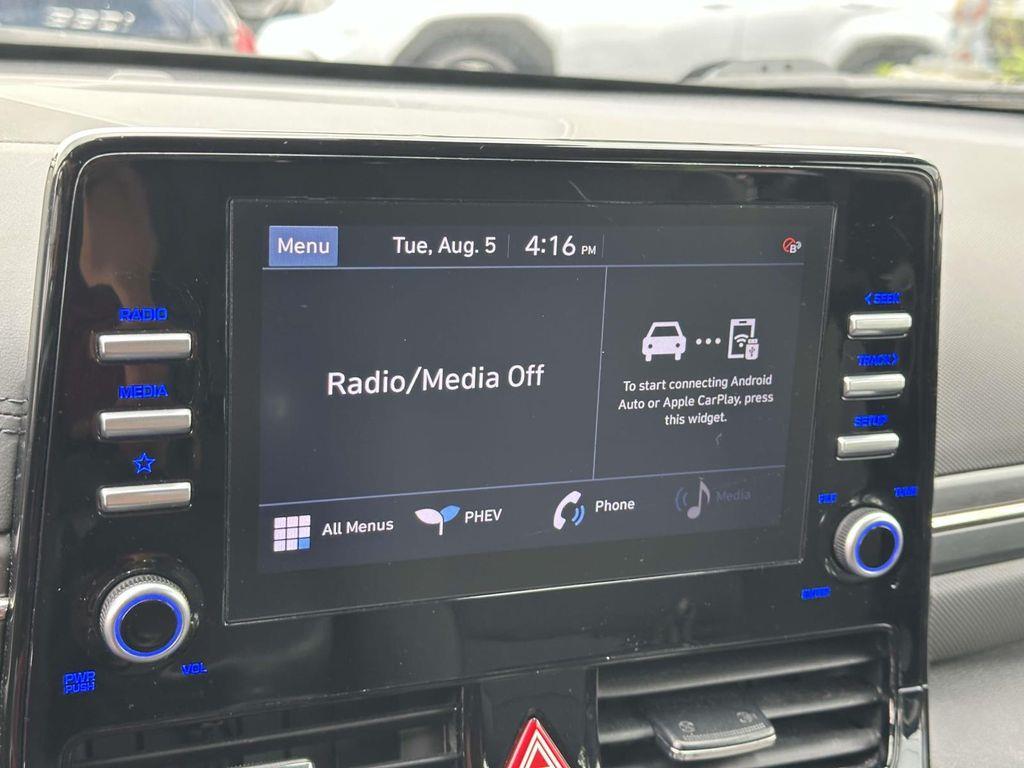 Menu
Tue, Aug. 5
4:16 PM
RADIO
< SEEK
MEDIA
TRACK >
SETUP
Radio/Media Off
To start connecting Android
Auto or Apple CarPlay, press
this widget.
All Menus
PHEV
Phone
Media
FILE
TUNE
PWR
PUSH
VOL